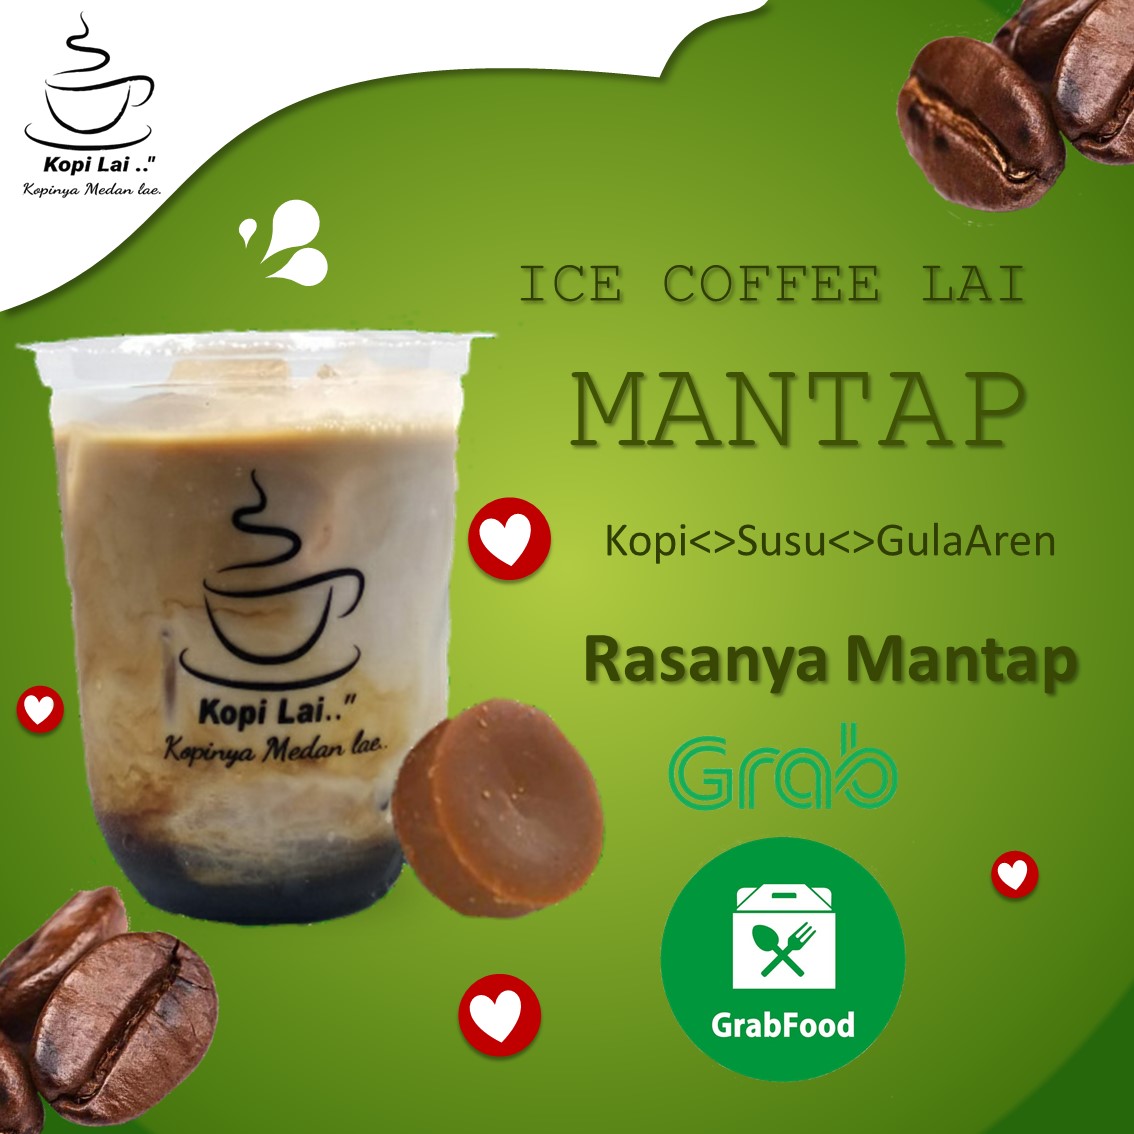 Kopi Lai .."
Kopinya Medan lae.
ICE COFFEE LAI
MANTAP
Kopi<>Susu<>GulaAren
Rasanya Mantap
Kopi Lai.."
Kopinya Medan lae..
Grab
GrabFood